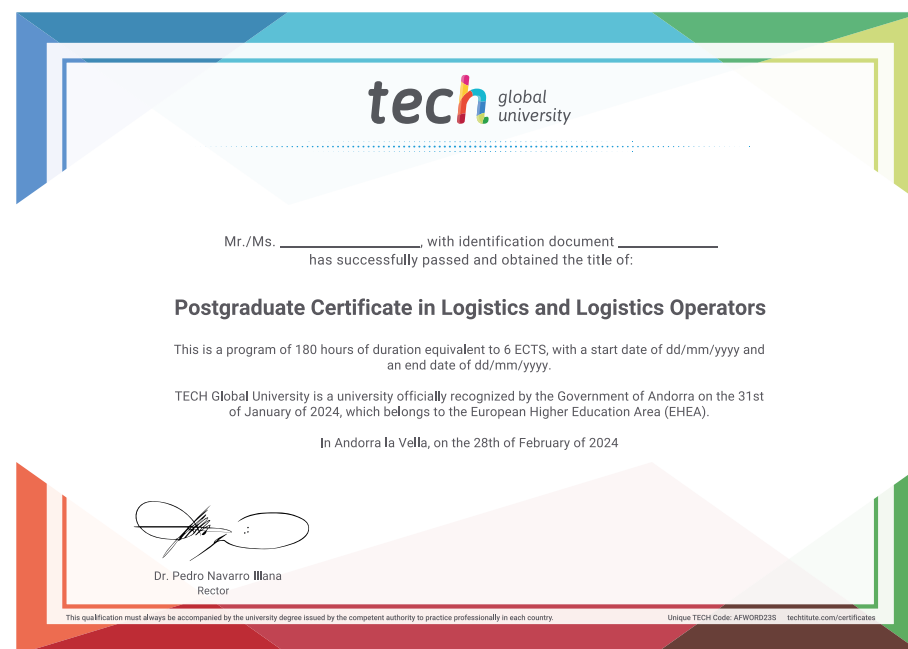 tech global university
Mr./Ms. ____________________, with identification document ______________
has successfully passed and obtained the title of:
Postgraduate Certificate in Logistics and Logistics Operators
This is a program of 180 hours of duration equivalent to 6 ECTS, with a start date of dd/mm/yyyy and
an end date of dd/mm/yyyy.
TECH Global University is a university officially recognized by the Government of Andorra on the 31st
of January of 2024, which belongs to the European Higher Education Area (EHEA).
In Andorra la Vella, on the 28th of February of 2024
Dr. Pedro Navarro Illana
Rector
This qualification must always be accompanied by the university degree issued by the competent authority to practice professionally in each country.
Unique TECH Code: AFWORD23S techtitute.com/certificates